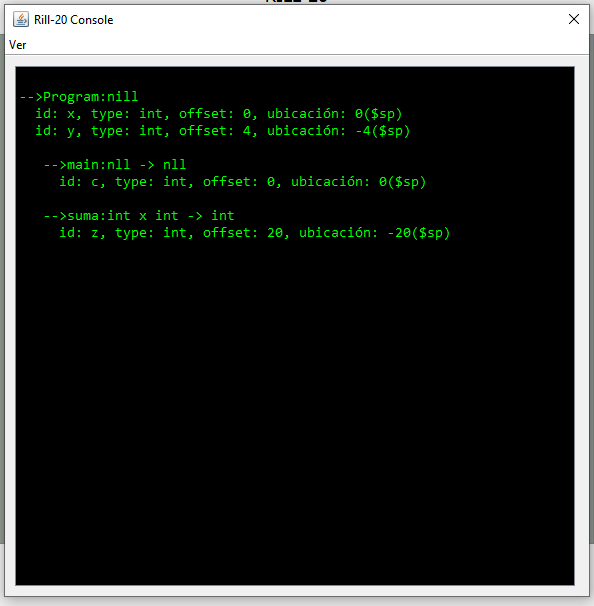 Rill-20 Console
Ver
-->Program:nill
id: x, type: int, offset: 0, ubicación: 0($sp)
id: y, type: int, offset: 4, ubicación: -4($sp)
-->main:nll -> nll
id: c, type: int, offset: 0, ubicación: 0($sp)
-->suma:int x int -> int
id: z, type: int, offset: 20, ubicación: -20($sp)